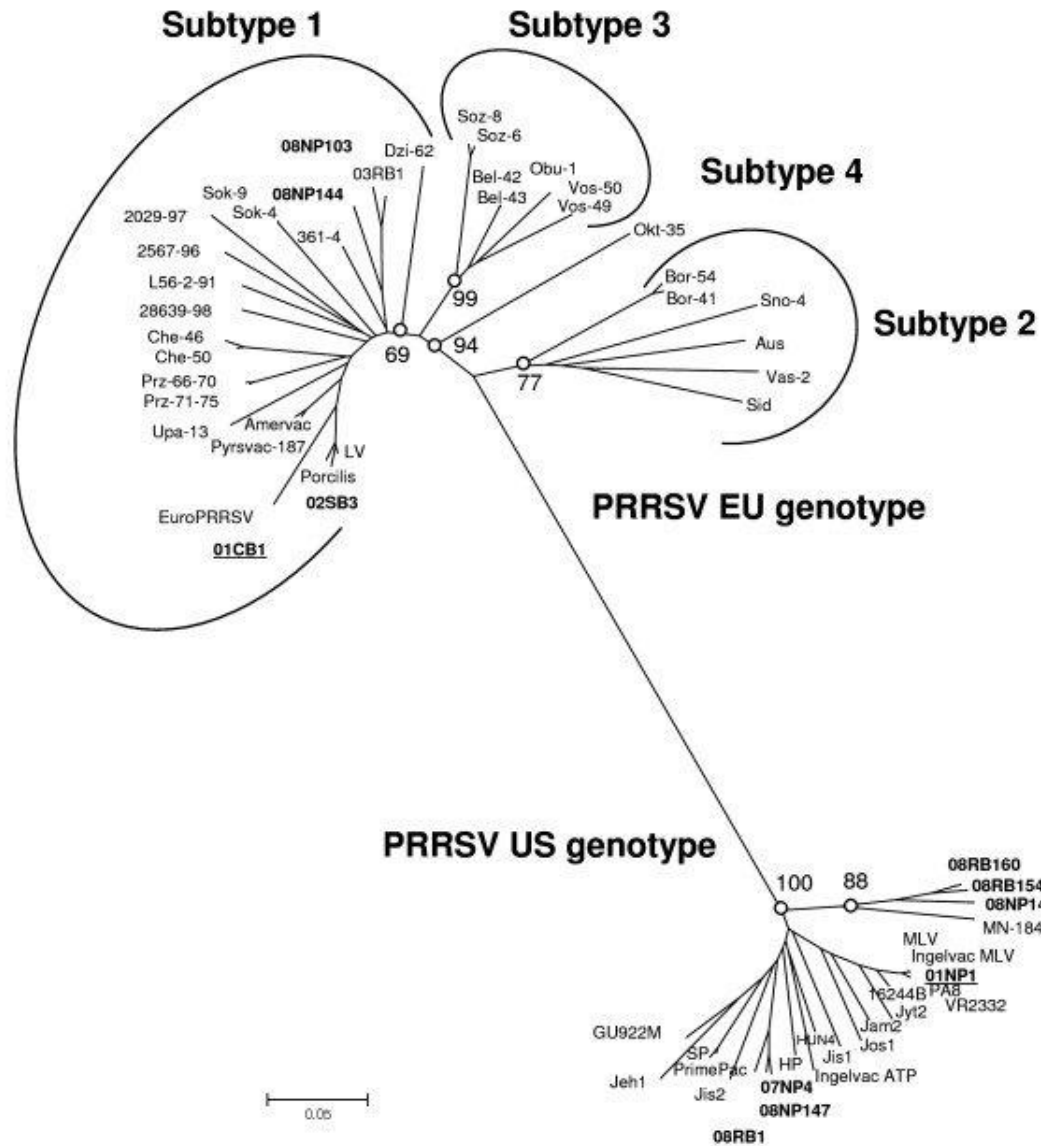 Subtype 1
Subtype 3
Soz-8
Soz-6
08NP103
Dzi-62
03RB1
Obu-1
Bel-42
Subtype 4
08NP144
Vos-50
Sok-9
Bel-43
Vos-49
2029-97
Sok-4
361-4
Okt-35
2567-96
Bor-54
L56-2-91
99
Bor-41
Sno-4
28639-98
Subtype 2
Che-46
94
Aus
69
Che-50
77
Vas-2
Prz-66-70
Prz-71-75
Sid
Amervac
Upa-13
Pyrsvac-187
LV
Porcilis
02SB3
EuroPRRSV
PRRSV EU genotype
01CB1
PRRSV US genotype
08RB160
100
88
08RB154
08NP14
MN-184
MLV
Ingelvac MLV
01NP1
16244B
PA8
VR2332
Jyt2
GU922M
Jam2
HUN4
Jos1
SP
Jis1
PrimePac
HP
Ingelvac ATP
Jeh1
07NP4
Jis2
08NP147
0.05
08RB1